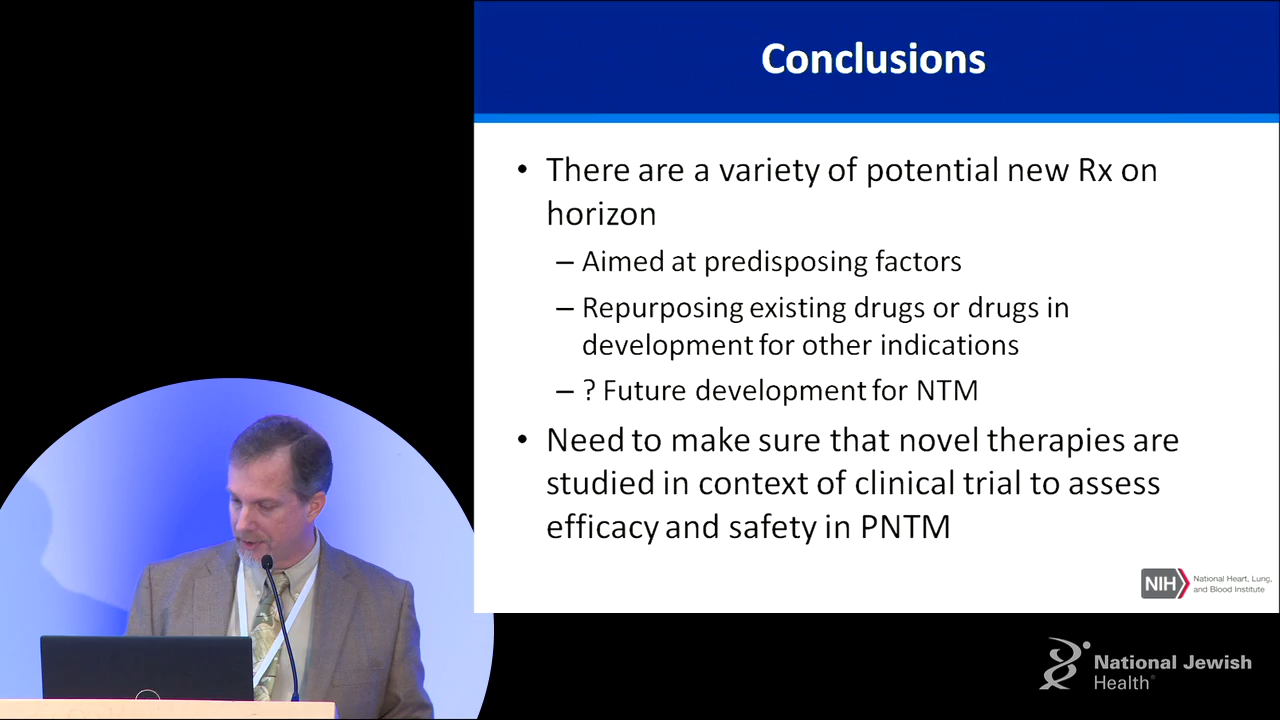 Conclusions
• There are a variety of potential new Rx on
horizon
– Aimed at predisposing factors
– Repurposing existing drugs or drugs in
development for other indications
– ? Future development for NTM
• Need to make sure that novel therapies are
studied in context of clinical trial to assess
efficacy and safety in PNTM
NIH National Heart, Lung,
and Blood Institute
National Jewish
Health®